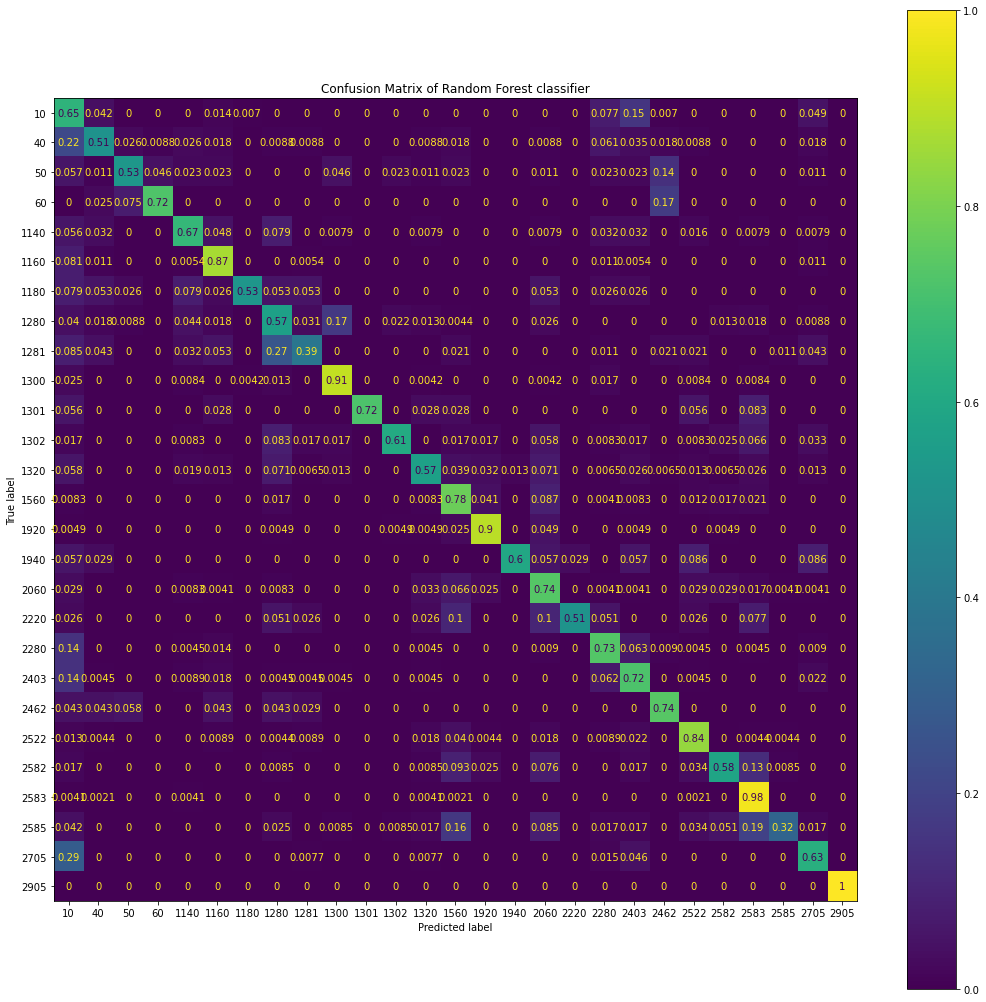 Confusion Matrix of Random Forest classifier
10 0.65 0.042 0 0 0 0.014 0.007 0 0 0 0 0 0 0 0 0 0 0 0.077 0.15 0.007 0 0 0 0 0.049 0
40 0.22 0.51 0.026 0.0088 0.026 0.018 0 0.0088 0.0088 0 0 0 0.0088 0.018 0 0 0.0088 0 0.061 0.035 0.018 0.0088 0 0 0 0.018 0
50 0.057 0.011 0.53 0.046 0.023 0.023 0 0 0 0.046 0 0.023 0.011 0.023 0 0 0.011 0 0.023 0.023 0.14 0 0 0 0 0.011 0
60 0 0.025 0.075 0.72 0 0 0 0 0 0 0 0 0 0 0 0 0 0 0 0 0.17 0 0 0 0 0 0
1140 0.056 0.032 0 0 0.67 0.048 0 0.079 0 0.0079 0 0 0.0079 0 0 0 0.0079 0 0.032 0.032 0 0.016 0 0.0079 0 0.0079 0
1160 0.081 0.011 0 0 0.0054 0.87 0 0 0.0054 0 0 0 0 0 0 0 0 0 0.011 0.0054 0 0 0 0 0 0.011 0
1180 0.079 0.053 0.026 0 0.079 0.026 0.53 0.053 0.053 0 0 0 0 0 0 0 0.053 0 0.026 0.026 0 0 0 0 0 0 0
1280 0.04 0.018 0.0088 0 0.044 0.018 0 0.57 0.031 0.17 0 0.022 0.013 0.0044 0 0 0.026 0 0 0 0 0 0.013 0.018 0 0.0088 0
1281 0.085 0.043 0 0 0.032 0.053 0 0.27 0.39 0 0 0 0 0.021 0 0 0 0 0.011 0 0.021 0.021 0 0 0.011 0.043 0
1300 0.025 0 0 0 0.0084 0 0.0042 0.013 0 0.91 0 0 0.0042 0 0 0 0.0042 0 0.017 0 0 0.0084 0 0.0084 0 0 0
1301 0.056 0 0 0 0 0.028 0 0 0 0 0.72 0 0.028 0.028 0 0 0 0 0 0 0 0.056 0 0.083 0 0 0
1302 0.017 0 0 0 0.0083 0 0 0.083 0.017 0.017 0 0.61 0 0.017 0.017 0 0.058 0 0.0083 0.017 0 0.0083 0.025 0.066 0 0.033 0
1320 0.058 0 0 0 0.019 0.013 0 0.071 0.0065 0.013 0 0 0.57 0.039 0.032 0.013 0.071 0 0.0065 0.026 0.0065 0.013 0.0065 0.026 0 0.013 0
1560 0.0083 0 0 0 0 0 0 0.017 0 0 0 0 0.0083 0.78 0.041 0 0.087 0 0.0041 0.0083 0 0.012 0.017 0.021 0 0 0
1920 0.0049 0 0 0 0 0 0 0.0049 0 0 0 0.0049 0.0049 0.025 0.9 0 0.049 0 0 0.0049 0 0 0.0049 0 0 0 0
1940 0.057 0.029 0 0 0 0 0 0 0 0 0 0 0 0 0 0.6 0.057 0.029 0 0.057 0 0.086 0 0 0 0.086 0
2060 0.029 0 0 0 0.0083 0.0041 0 0.0083 0 0 0 0 0.033 0.066 0.025 0 0.74 0 0.0041 0.0041 0 0.029 0.029 0.017 0.0041 0.0041 0
2220 0.026 0 0 0 0 0 0 0.051 0.026 0 0 0 0.026 0.1 0 0 0.1 0.51 0.051 0 0 0.026 0 0.077 0 0 0
2280 0.14 0 0 0 0.0045 0.014 0 0 0 0 0 0 0.0045 0 0 0 0.009 0 0.73 0.063 0.009 0.0045 0 0.0045 0 0.009 0
2403 0.14 0.0045 0 0 0.0089 0.018 0 0.0045 0.0045 0.0045 0 0 0.0045 0 0 0 0 0 0.062 0.72 0 0.0045 0 0 0 0.022 0
2462 0.043 0.043 0.058 0 0 0.043 0 0.043 0.029 0 0 0 0 0 0 0 0 0 0 0 0.74 0 0 0 0 0 0
2522 0.013 0.0044 0 0 0 0.0089 0 0.0044 0.0089 0 0 0 0.018 0.04 0.0044 0 0.018 0 0.0089 0.022 0 0.84 0 0.0044 0.0044 0 0
2582 0.017 0 0 0 0 0 0 0.0085 0 0 0 0 0.0085 0.093 0.025 0 0.076 0 0 0.017 0 0.034 0.58 0.13 0.0085 0 0
2583 0.0041 0.0021 0 0 0.0041 0 0 0 0 0 0 0 0.0041 0.0021 0 0 0 0 0 0 0 0.0021 0 0.98 0 0 0
2585 0.042 0 0 0 0 0 0 0.025 0 0.0085 0 0.0085 0.017 0.16 0 0 0.085 0 0.017 0.017 0 0.034 0.051 0.19 0.32 0.017 0
2705 0.29 0 0 0 0 0 0 0 0.0077 0 0 0 0.0077 0 0 0 0 0 0.015 0.046 0 0 0 0 0 0.63 0
2905 0 0 0 0 0 0 0 0 0 0 0 0 0 0 0 0 0 0 0 0 0 0 0 0 0 0 1
10 40 50 60 1140 1160 1180 1280 1281 1300 1301 1302 1320 1560 1920 1940 2060 2220 2280 2403 2462 2522 2582 2583 2585 2705 2905
Predicted label
True label
1.0
0.8
0.6
0.4
0.2
0.0